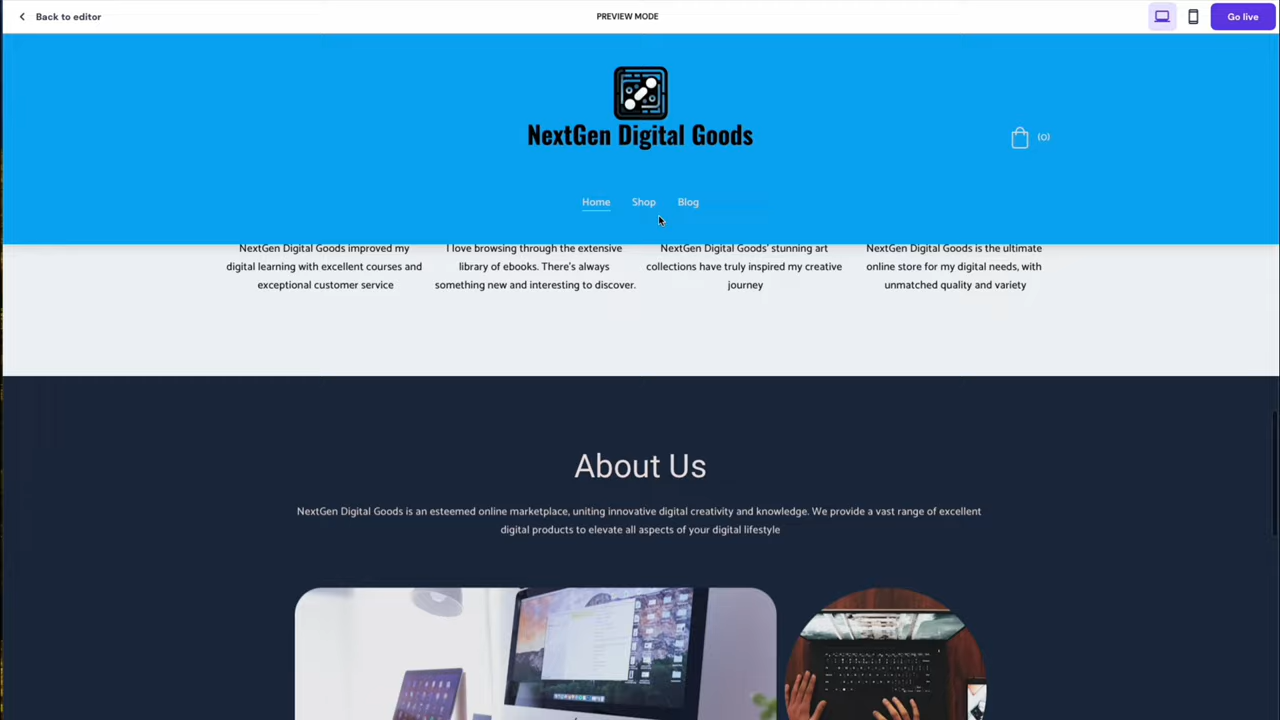 Back to editor
PREVIEW MODE
Go live
NextGen Digital Goods
(0)
Home Shop Blog
NextGen Digital Goods improved my
digital learning with excellent courses and
exceptional customer service
I love browsing through the extensive
library of ebooks. There's always
something new and interesting to discover.
NextGen Digital Goods' stunning art
collections have truly inspired my creative
journey
NextGen Digital Goods is the ultimate
online store for my digital needs, with
unmatched quality and variety
About Us
NextGen Digital Goods is an esteemed online marketplace, uniting innovative digital creativity and knowledge. We provide a vast range of excellent
digital products to elevate all aspects of your digital lifestyle